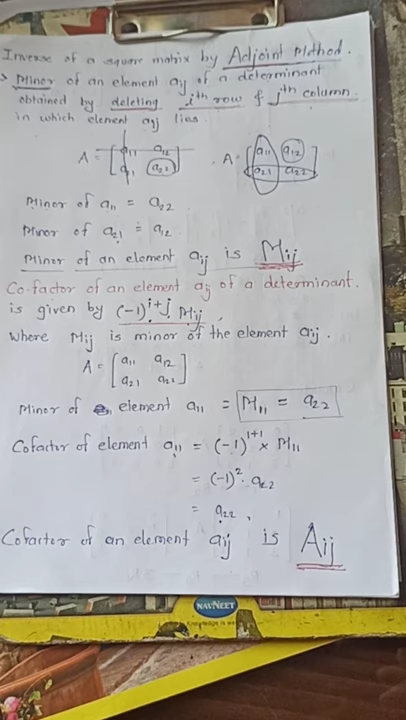 Inverse of a square matrix by Adjoint Method.
> Minor of an element aij of a determinant
obtained by deleting ith row & jth column
in which element aij lies.
A = [ a11 a12 a21 a22 ] , A = [ a11 a12 a21 a22 ]
Minor of a11 = a22
Minor of a21 = a12
Minor of an element aij is Mij
Co-factor of an element aij of a determinant.
is given by (-1)^i+j Mij
where Mij is minor of the element aij.
A = [ a11 a12
a21 a22 ]
Minor of element a11 = M11 = a22
Cofactor of element a11 = (-1)^1+1 × M11
= (-1)^2 . a22
= a22,
Cofactor of an element aij is Aij
NAVNEET
Knowledge is